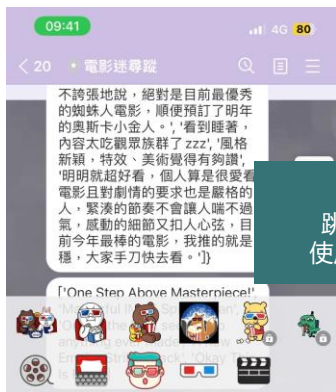 09:41
4G 80
20
電影迷尋蹤
不誇張地說，絕對是目前最優秀
的蜘蛛人電影，順便預訂了明年
的奧斯卡小金人。', '看到睡著，
內容太吃觀眾族群了 zzz', '風格
新穎，特效、美術覺得有夠讚',
'明明就超好看，個人算是很愛看
電影且對劇情的要求也是嚴格的
人，緊湊的節奏不會讓人喘不過
氣，感動的細節又扣人心弦，目
前今年最棒的電影，我推的就是
穩，大家手刀快去看。']}
跳
使
['One Step Above Masterpiece!',